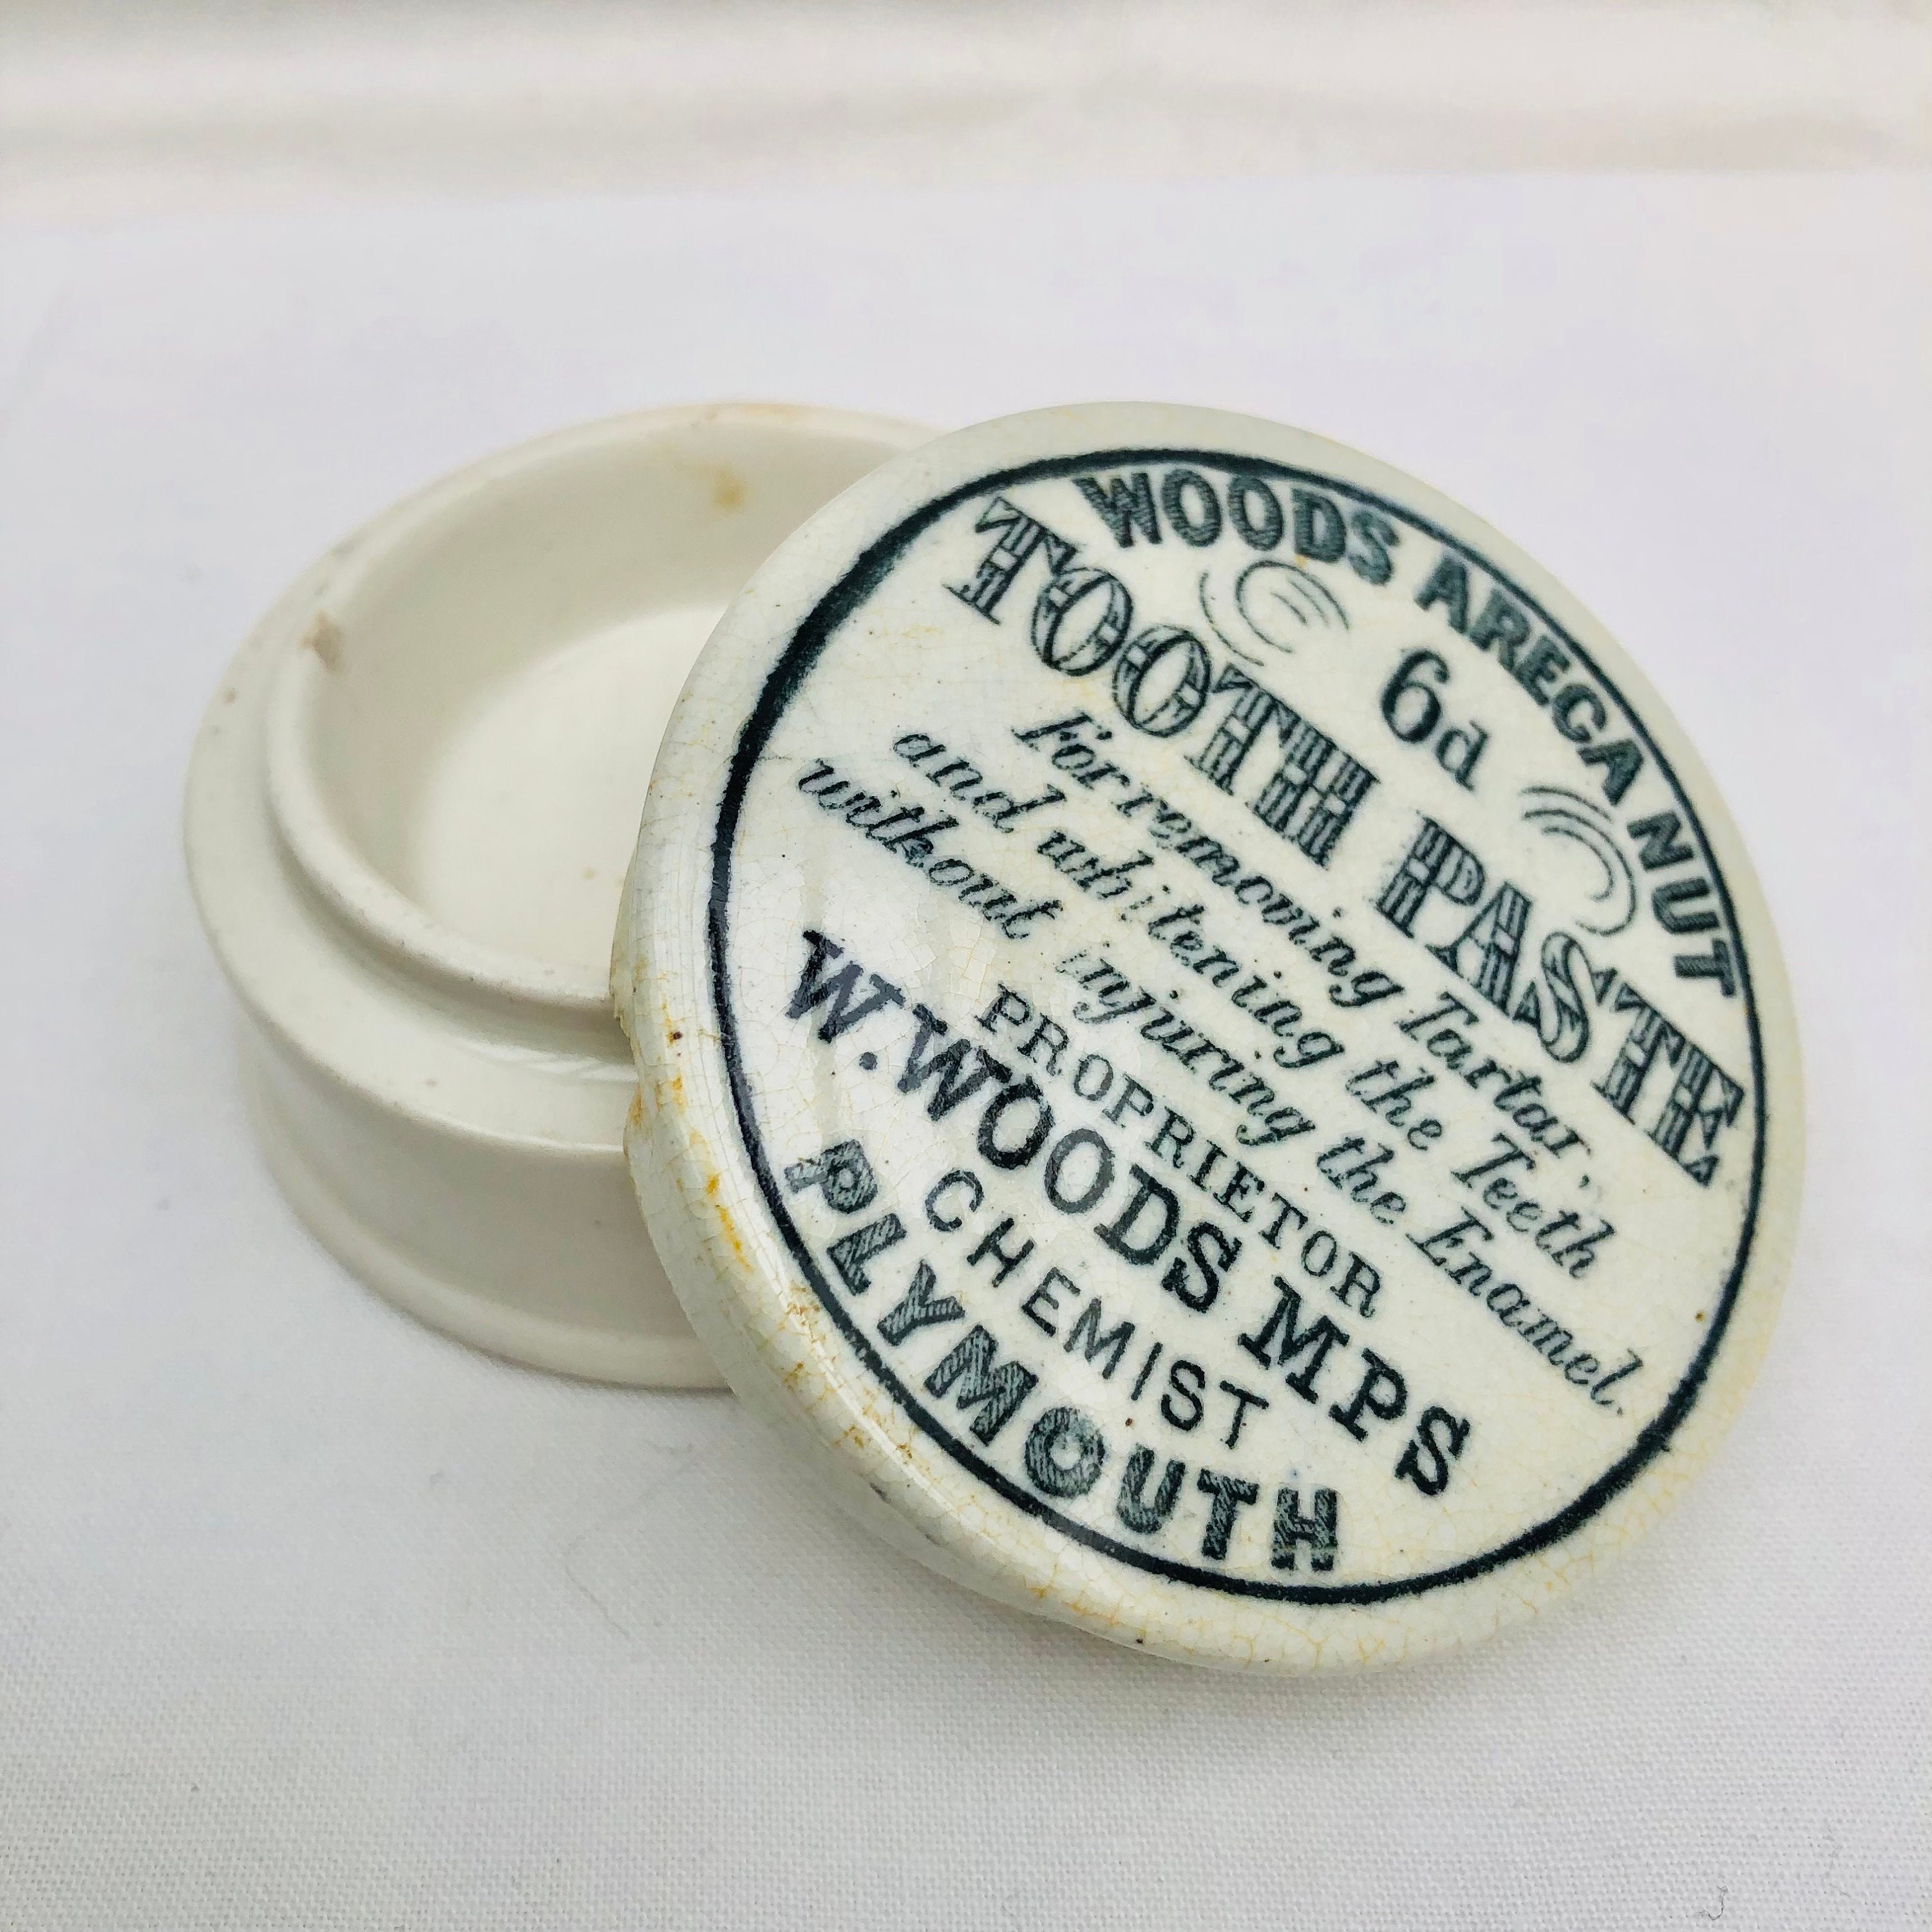 WOODS ARECA NUT
6d
TOOTH PASTE
For removing Tartar,
and whitening the Teeth
without injuring the Enamel.
PROPRIETOR
W. WOODS MPS
CHEMIST
PLYMOUTH